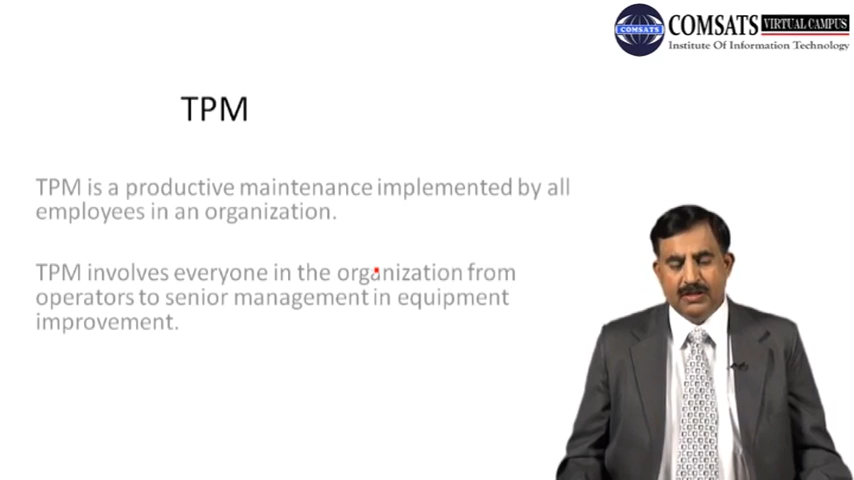 COMSATS VIRTUAL CAMPUS
COMSATS
Institute Of Information Technology
TPM
TPM is a productive maintenance implemented by all
employees in an organization.
TPM involves everyone in the organization from
operators to senior management in equipment
improvement.